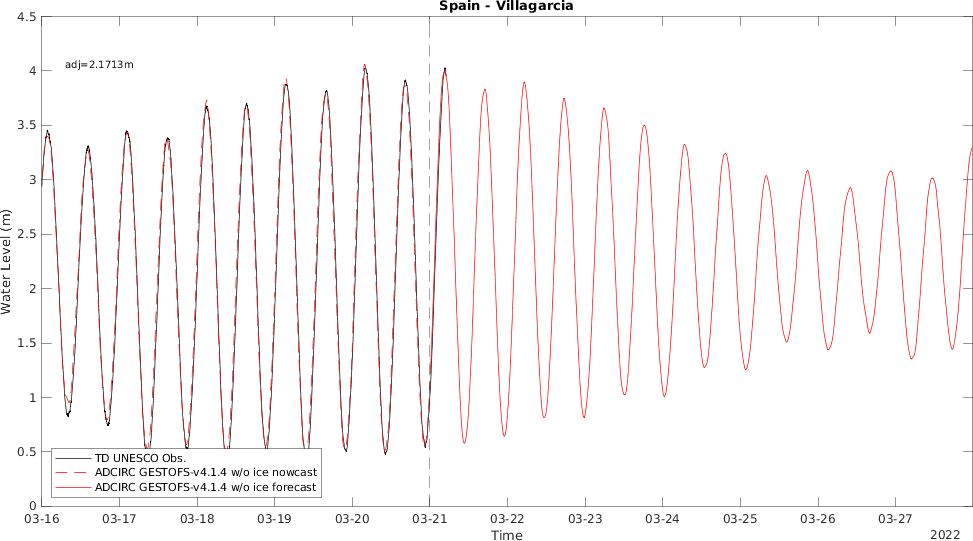 Spain - Villagarcia
adj=2.1713m
4.5
4
3.5
3
2.5
2
1.5
1
0.5
0
Water Level (m)
TD UNESCO Obs.
ADCIRC GESTOFS-v4.1.4 w/o ice nowcast
ADCIRC GESTOFS-v4.1.4 w/o ice forecast
03-16 03-17 03-18 03-19 03-20 03-21 03-22 03-23 03-24 03-25 03-26 03-27
Time
2022